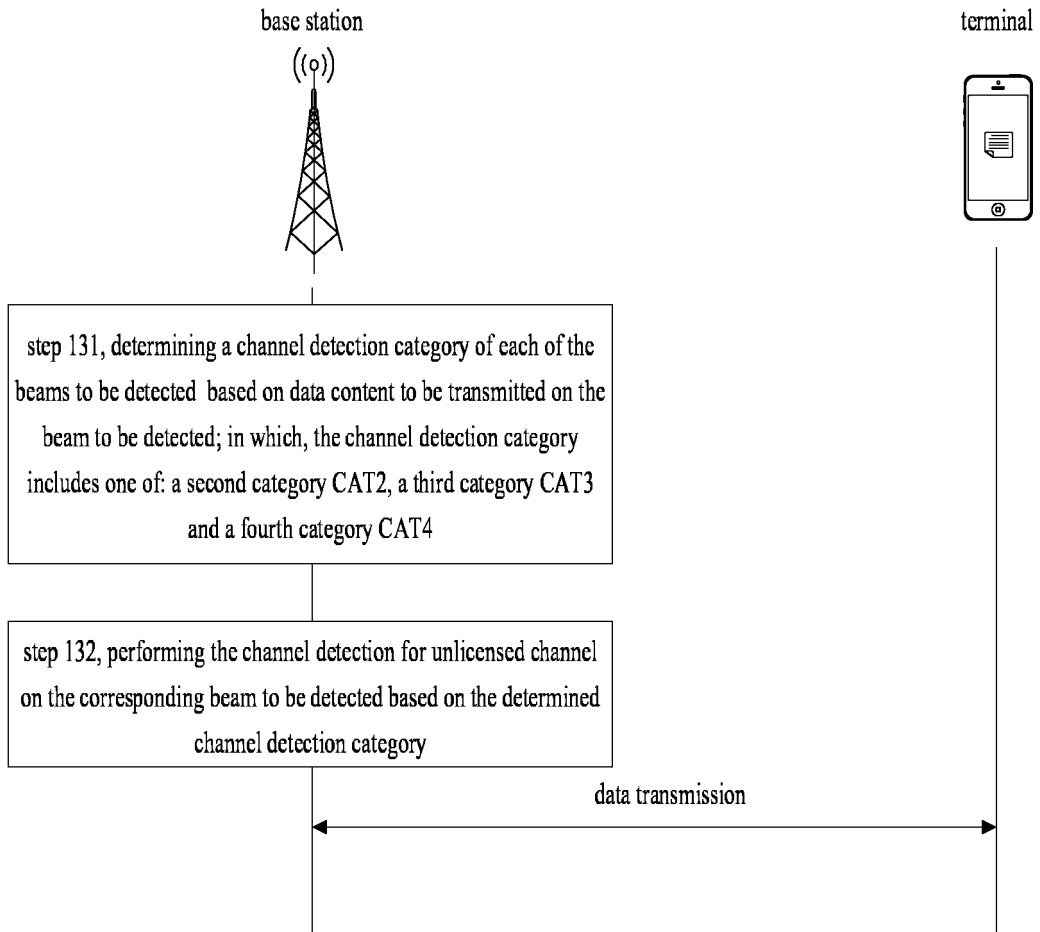 base station
terminal
step 131, determining a channel detection category of each of the
beams to be detected based on data content to be transmitted on the
beam to be detected; in which, the channel detection category
includes one of: a second category CAT2, a third category CAT3
and a fourth category CAT4
step 132, performing the channel detection for unlicensed channel
on the corresponding beam to be detected based on the determined
channel detection category
data transmission